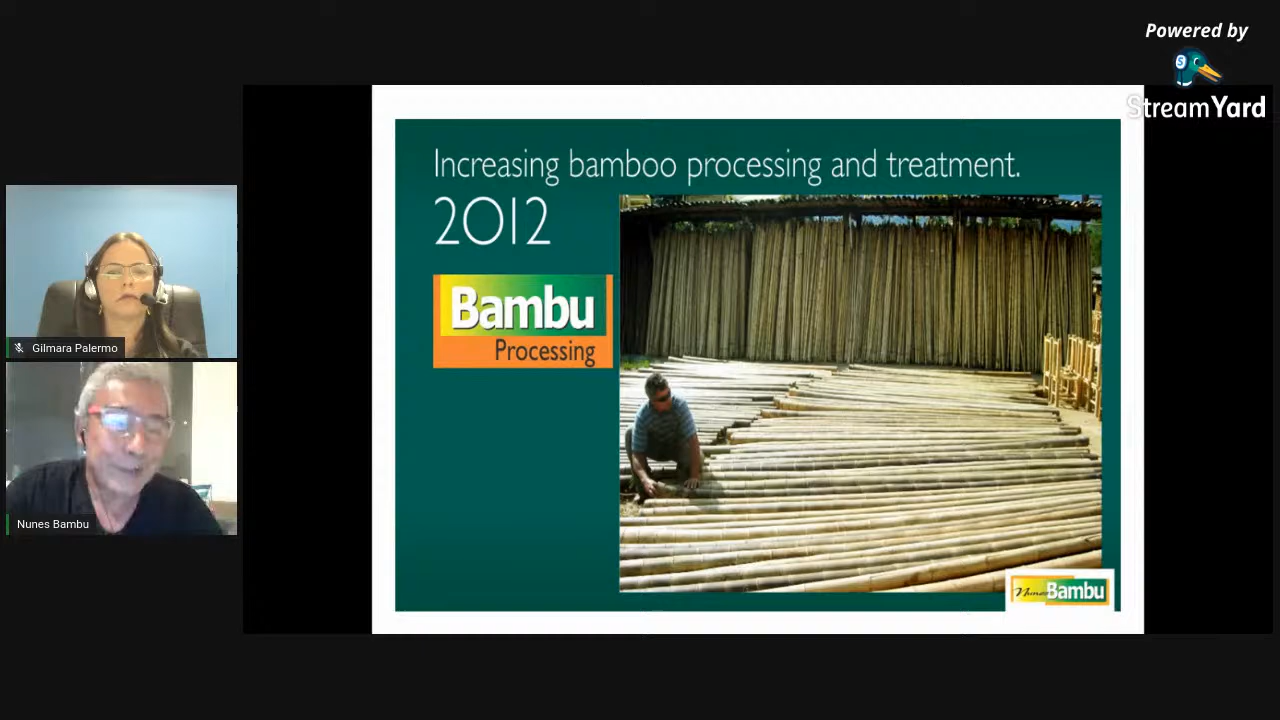 Powered by
StreamYard
Increasing bamboo processing and treatment.
2012
Bambu
Processing
Gilmara Palermo
Nunes Bambu
Nunes Bambu